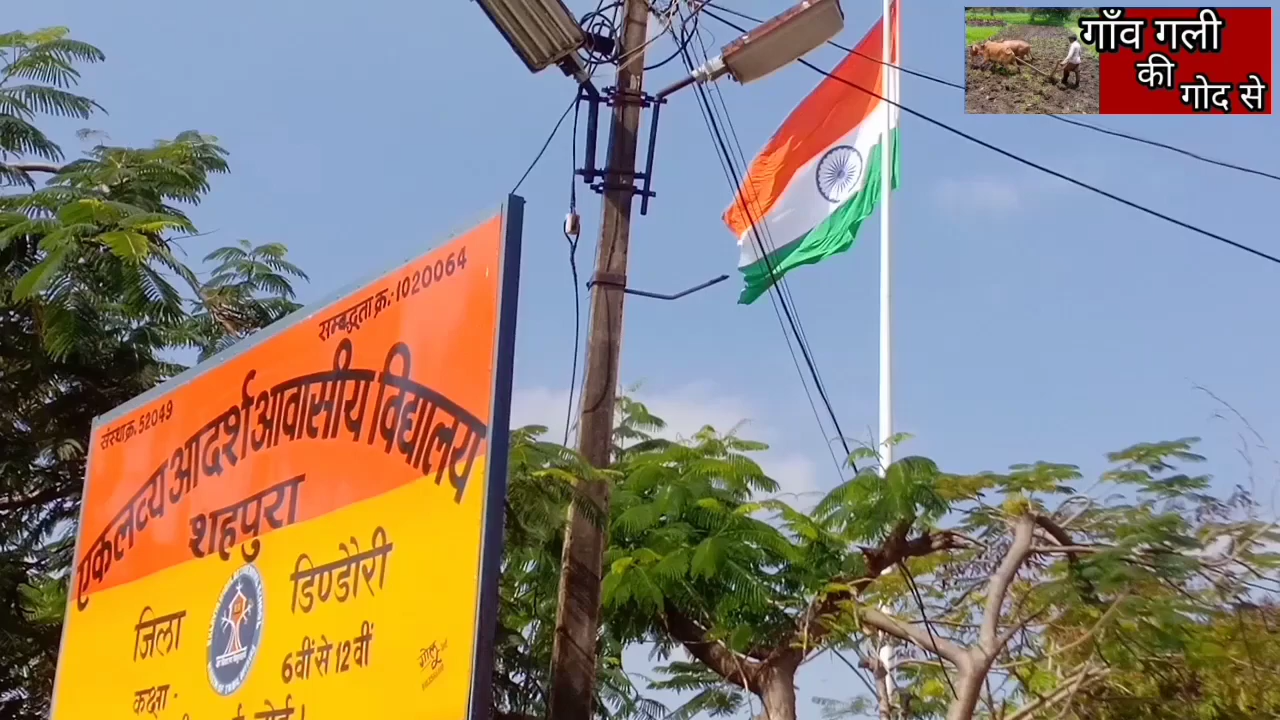 गाँव गली
की
गोद से
सम्बद्धता क्र.-1020064
संस्था क्र. 52049
एकलव्य आदर्श आवासीय विद्यालय
शहपुरा
जिला डिण्डौरी
कक्षा - 6वीं से 12वीं
गोलू